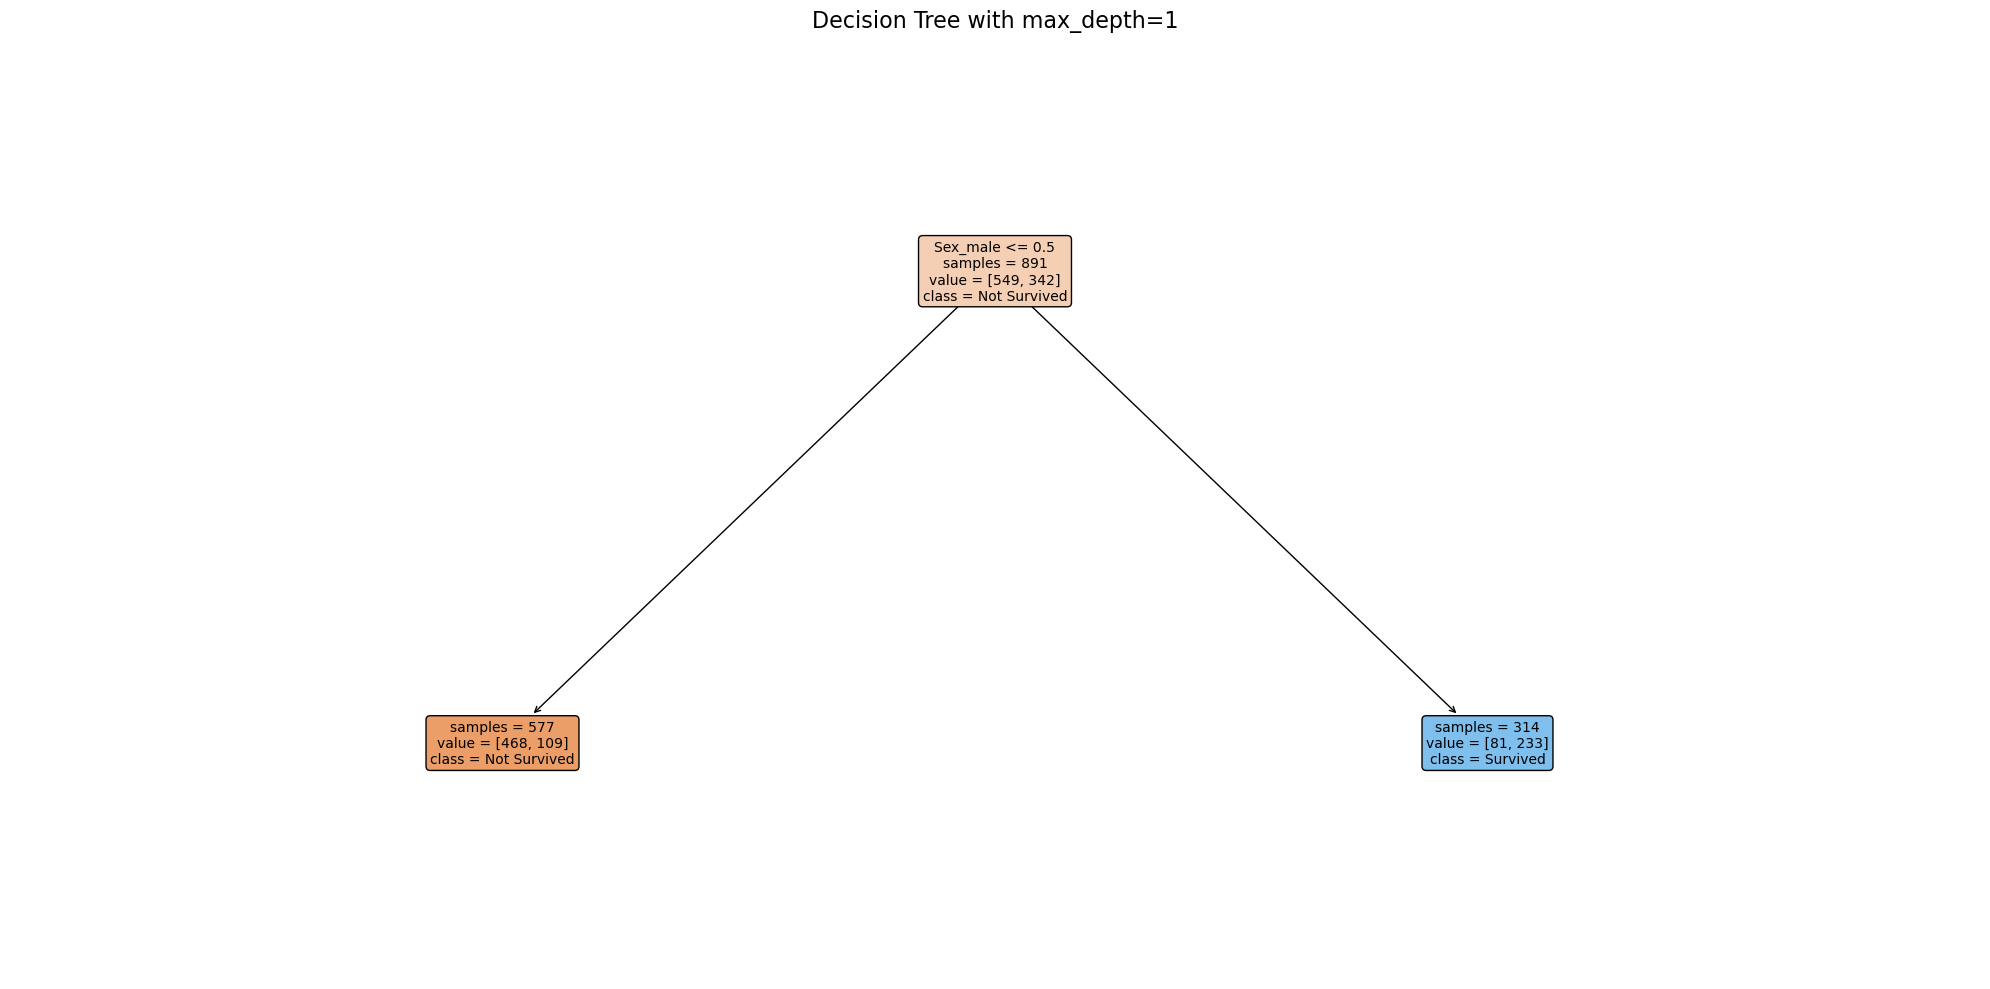 Decision Tree with max_depth=1
Sex_male <= 0.5
samples = 891
value = [549, 342]
class = Not Survived
samples = 577
value = [468, 109]
class = Not Survived
samples = 314
value = [81, 233]
class = Survived